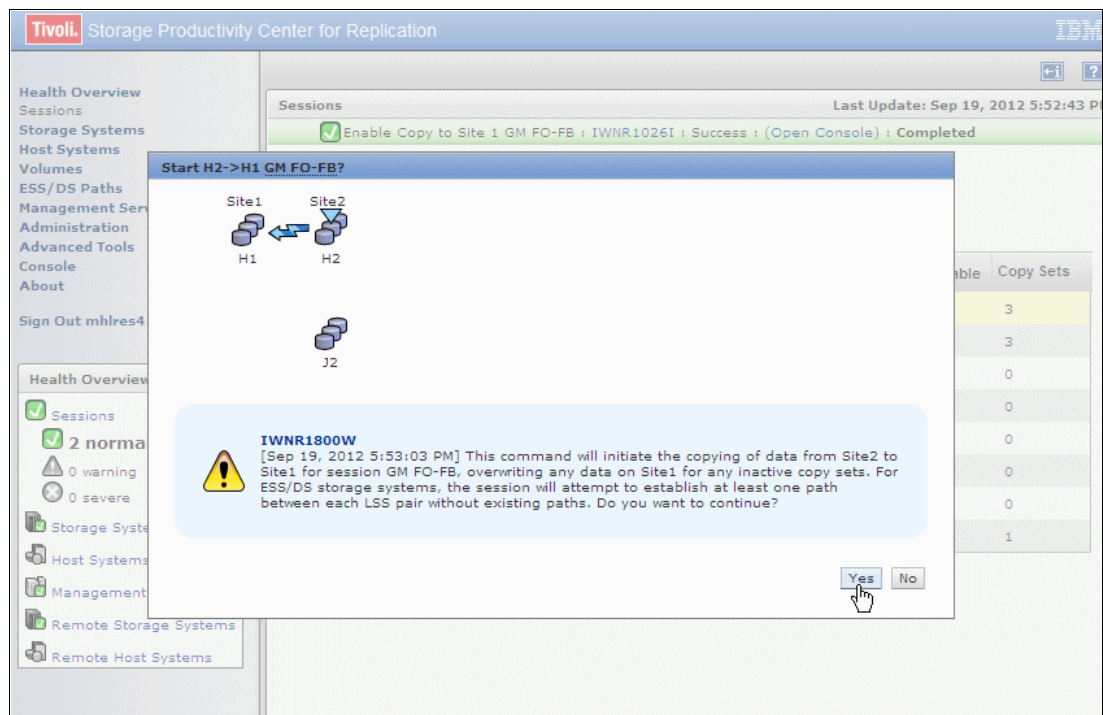 Tivoli. Storage Productivity Center for Replication
IBM
Health Overview
Sessions
Storage Systems
Host Systems
Volumes
ESS/DS Paths
Management Serv
Administration
Advanced Tools
Console
About
Sign Out mhlres4
Sessions
Last Update: Sep 19, 2012 5:52:43 P
Enable Copy to Site 1 GM FO-FB : IWNR1026I : Success : (Open Console) : Completed
Start H2->H1 GM FO-FB?
Site1 Site2
H1 H2
J2
IWNR1800W
[Sep 19, 2012 5:53:03 PM] This command will initiate the copying of data from Site2 to
Site1 for session GM FO-FB, overwriting any data on Site1 for any inactive copy sets. For
ESS/DS storage systems, the session will attempt to establish at least one path
between each LSS pair without existing paths. Do you want to continue?
Yes No
able Copy Sets
3
3
0
0
0
0
0
1
Health Overview
Sessions
2 norma
0 warning
0 severe
Storage Syste
Host Systems
Management
Remote Storage Systems
Remote Host Systems